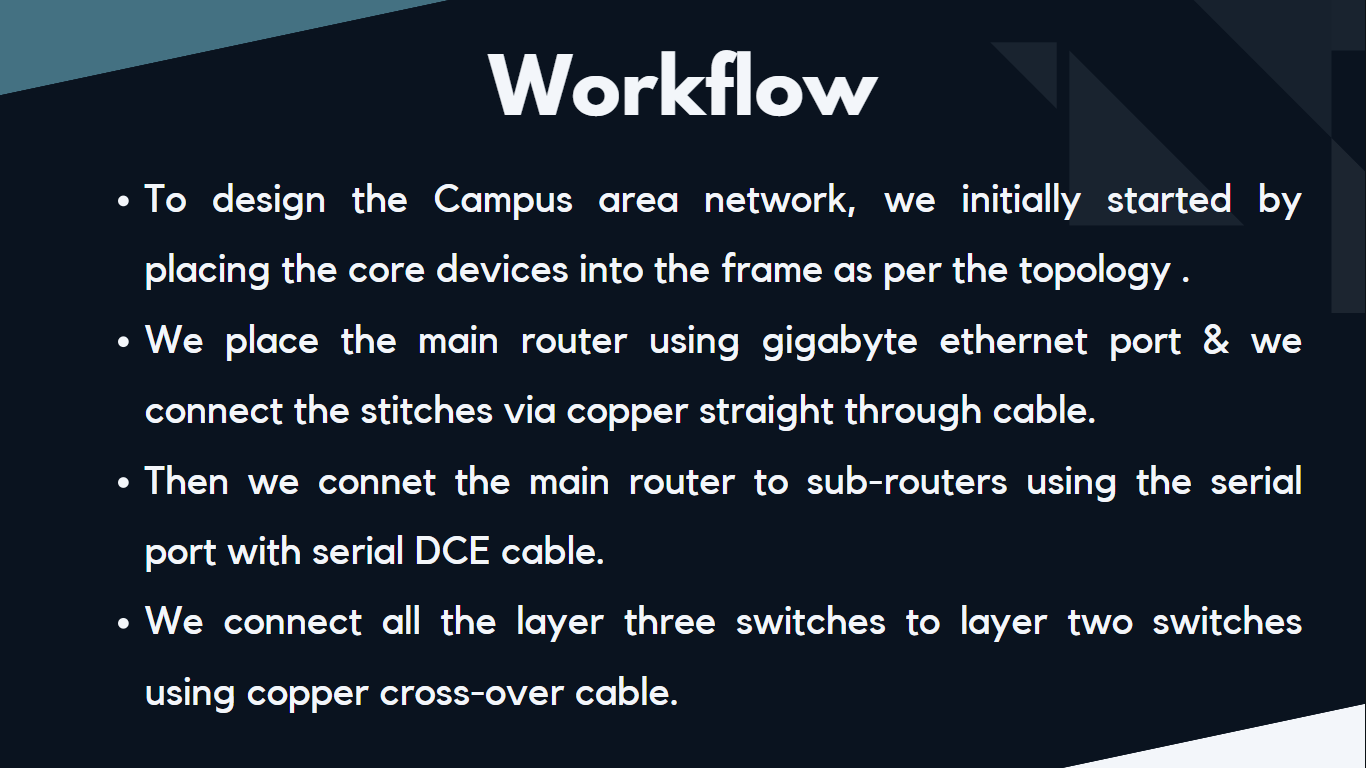 Workflow
• To design the Campus area network, we initially started by
placing the core devices into the frame as per the topology .
• We place the main router using gigabyte ethernet port & we
connect the stitches via copper straight through cable.
• Then we connet the main router to sub-routers using the serial
port with serial DCE cable.
• We connect all the layer three switches to layer two switches
using copper cross-over cable.